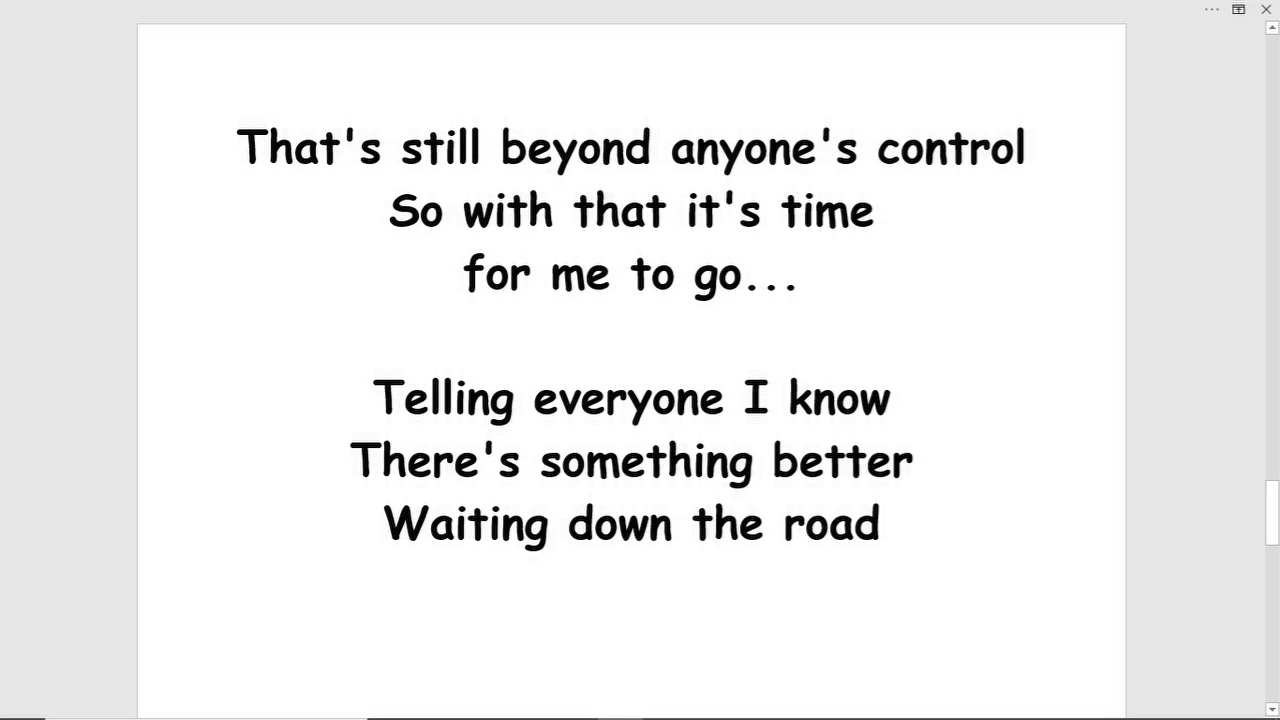 That's still beyond anyone's control
So with that it's time
for me to go...
Telling everyone I know
There's something better
Waiting down the road